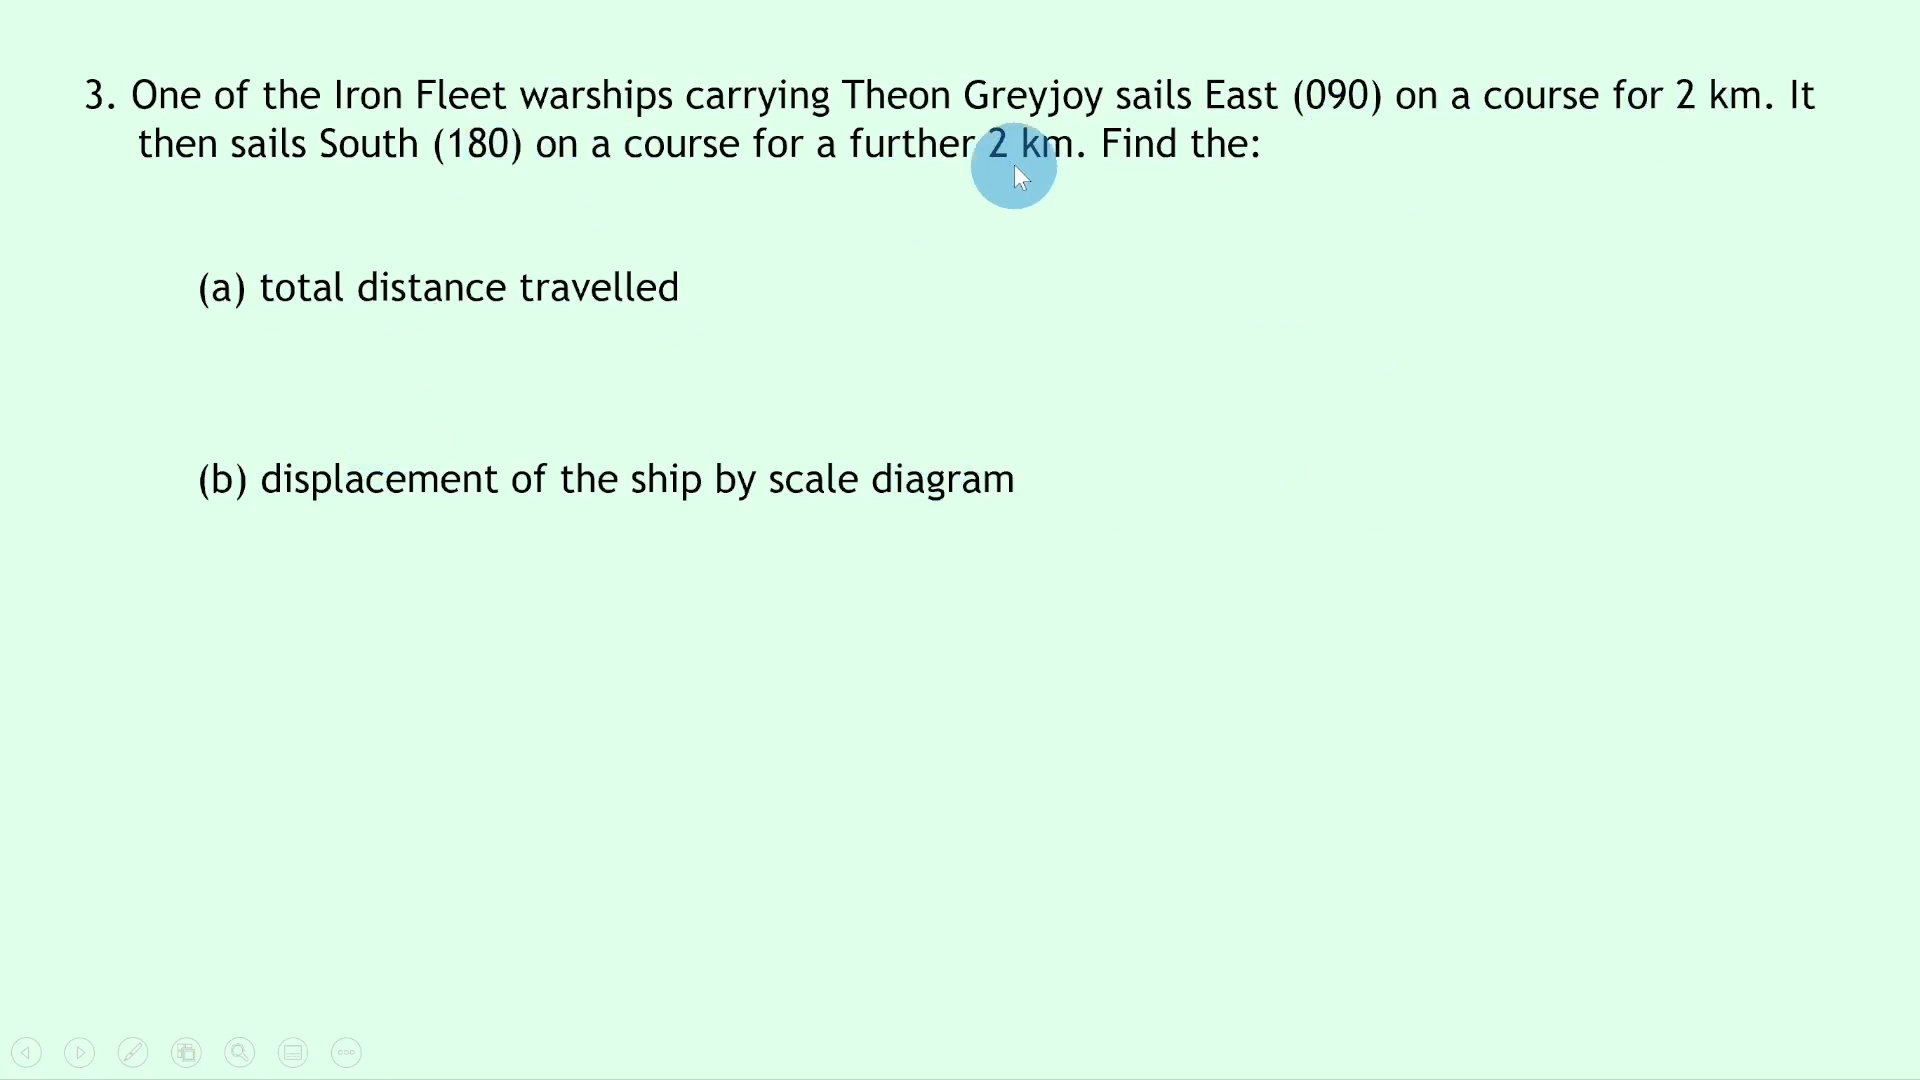 3. One of the Iron Fleet warships carrying Theon Greyjoy sails East (090) on a course for 2 km. It
then sails South (180) on a course for a further 2 km. Find the:
(a) total distance travelled
(b) displacement of the ship by scale diagram